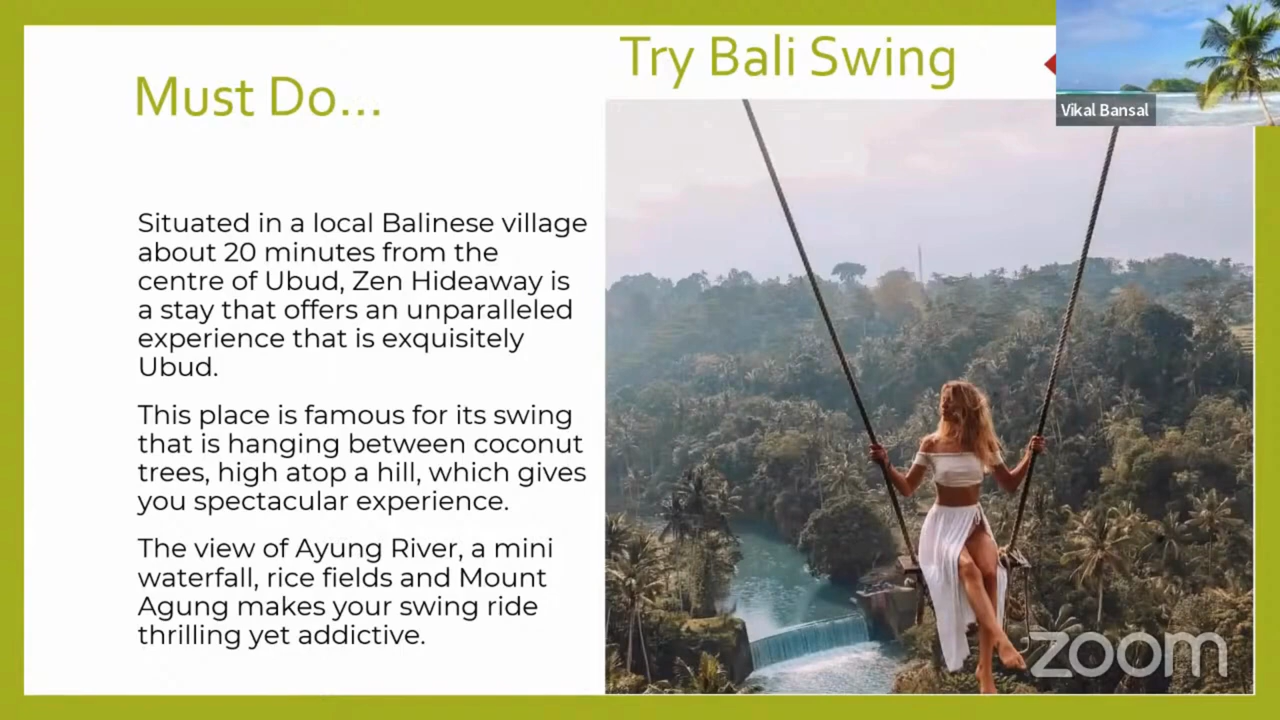 Must Do...
Try Bali Swing
Vikal Bansal
Situated in a local Balinese village
about 20 minutes from the
centre of Ubud, Zen Hideaway is
a stay that offers an unparalleled
experience that is exquisitely
Ubud.
This place is famous for its swing
that is hanging between coconut
trees, high atop a hill, which gives
you spectacular experience.
The view of Ayung River, a mini
waterfall, rice fields and Mount
Agung makes your swing ride
thrilling yet addictive.
zoom